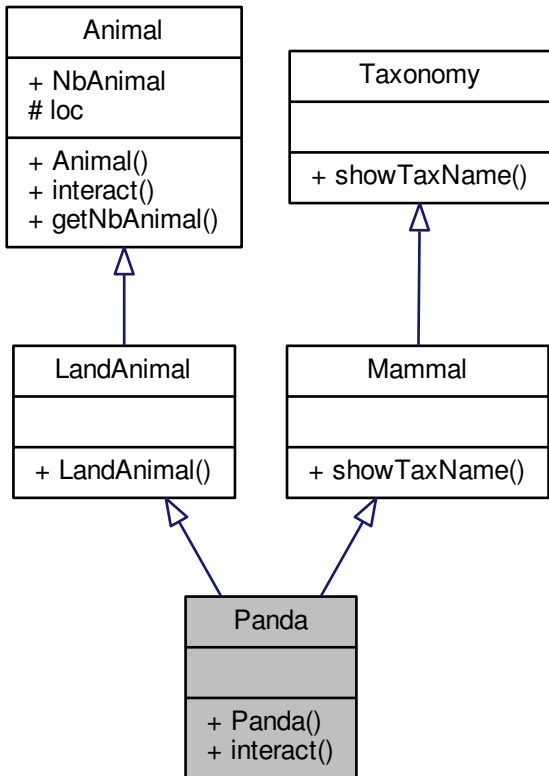 Animal
+ NbAnimal
# loc
+ Animal()
+ interact()
+ getNbAnimal()
Taxonomy
+ showTaxName()
LandAnimal
+ LandAnimal()
Mammal
+ showTaxName()
Panda
+ Panda()
+ interact()